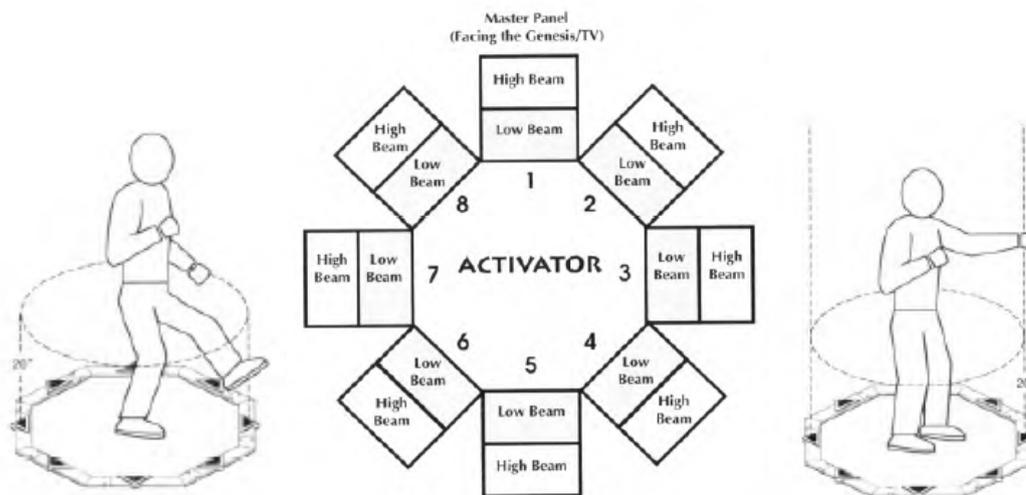 Master Panel
(Facing the Genesis/TV)
High Beam
Low Beam
1
High
Beam
Low
Beam
2
Low
Beam
High
Beam
3
Low
Beam
High
Beam
4
Low Beam
High Beam
5
Low
Beam
High
Beam
6
High
Beam
Low
Beam
7
High
Beam
Low
Beam
8
ACTIVATOR
20"
20